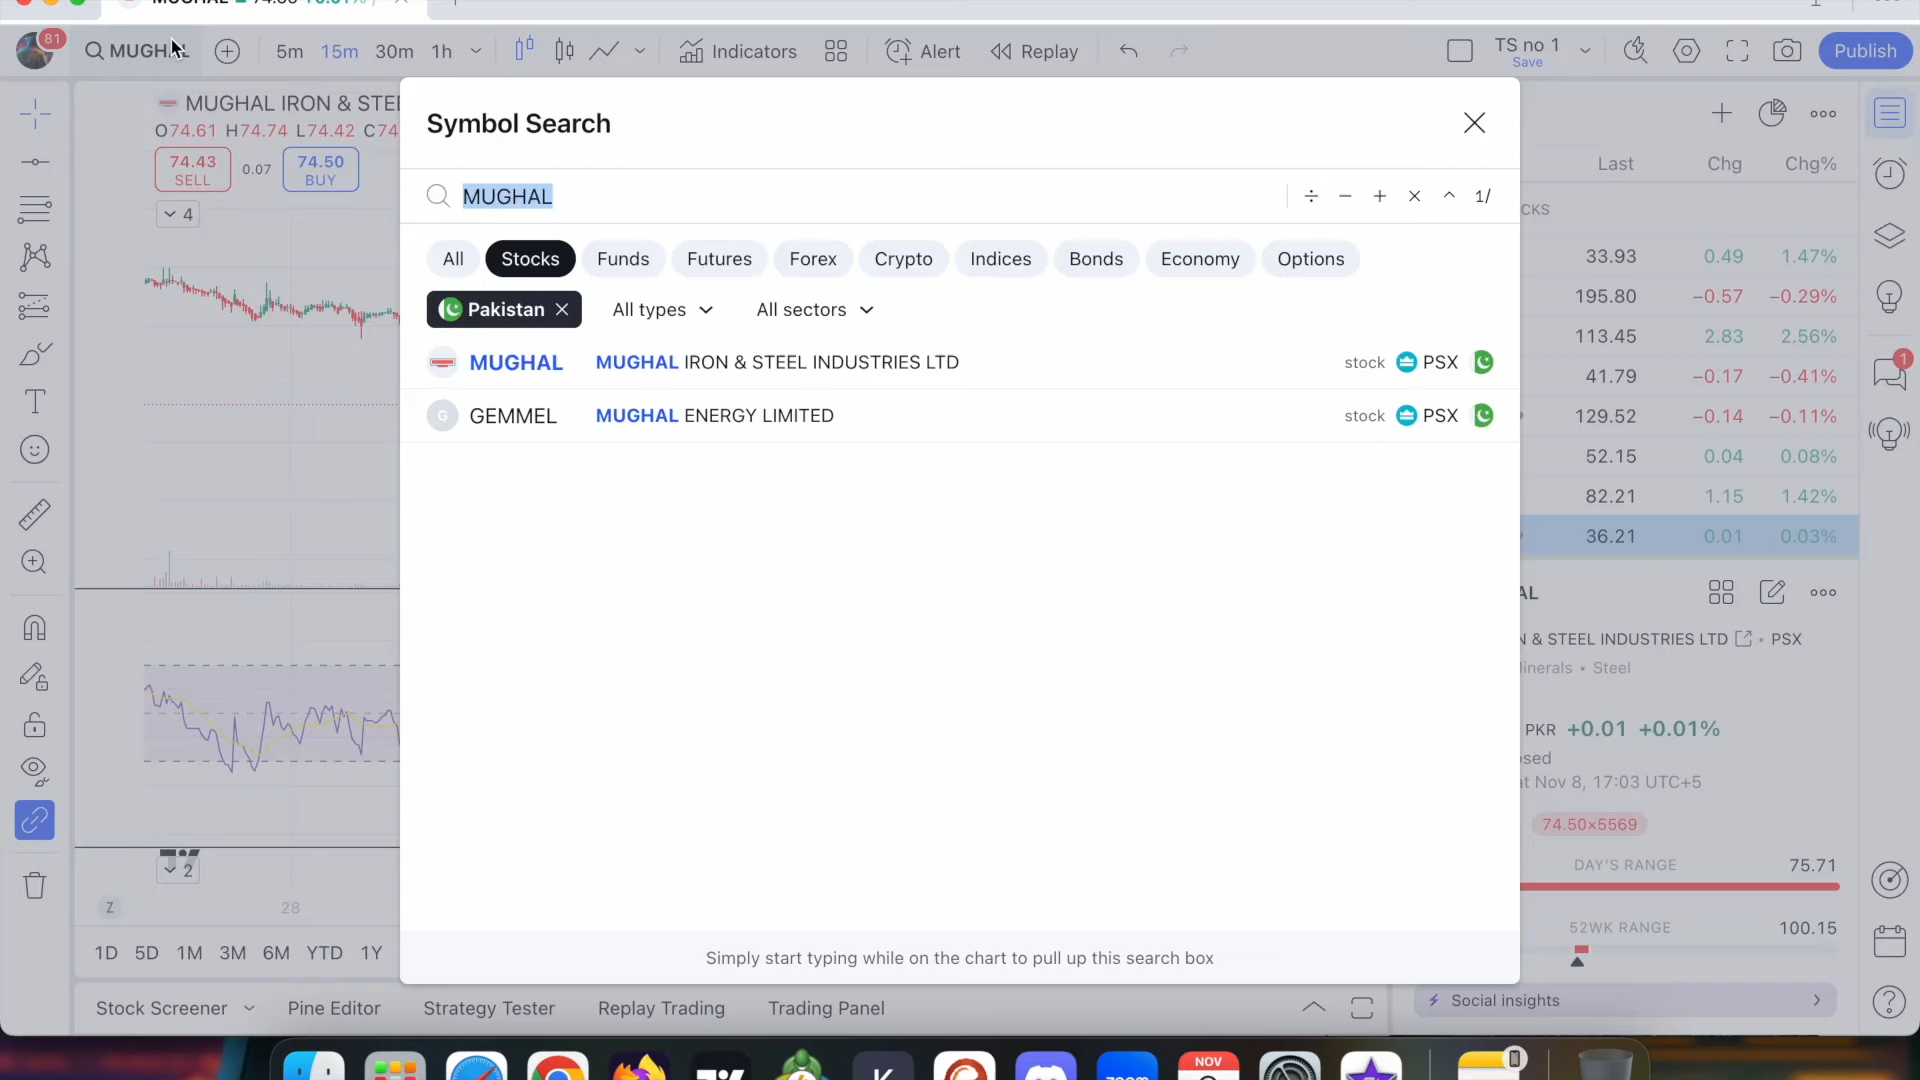 81
MUGHAL
5m 15m 30m 1h
Indicators
Alert
Replay
TS no 1
Save
Publish
MUGHAL IRON & STEE
O74.61 H74.74 L74.42 C74
74.43
SELL
0.07
74.50
BUY
4
Symbol Search
MUGHAL
÷ − + × ^ 1/
All Stocks Funds Futures Forex Crypto Indices Bonds Economy Options
Pakistan
All types
All sectors
MUGHAL MUGHAL IRON & STEEL INDUSTRIES LTD stock PSX
G GEMMEL MUGHAL ENERGY LIMITED stock PSX
Simply start typing while on the chart to pull up this search box
Last Chg Chg%
CKS
33.93 0.49 1.47%
195.80 −0.57 −0.29%
113.45 2.83 2.56%
41.79 −0.17 −0.41%
129.52 −0.14 −0.11%
52.15 0.04 0.08%
82.21 1.15 1.42%
36.21 0.01 0.03%
1
AL
N & STEEL INDUSTRIES LTD • PSX
Minerals • Steel
PKR +0.01 +0.01%
osed
at Nov 8, 17:03 UTC+5
74.50×5569
DAY'S RANGE 75.71
52WK RANGE 100.15
Social insights
2
Z
28
1D 5D 1M 3M 6M YTD 1Y
Stock Screener
Pine Editor
Strategy Tester
Replay Trading
Trading Panel
NOV